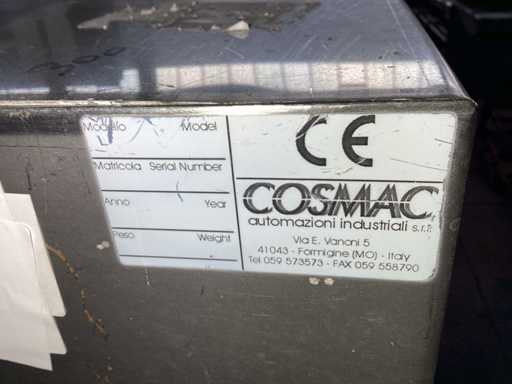 300
Modello Model
CE
Matricola Serial Number
COSMAC
automazioni industriali s.r.l.
Anno Year
Peso Weight
Via E. Vanoni 5
41043 - Formigine (MO) - Italy
Tel 059 573573 - FAX 059 558790